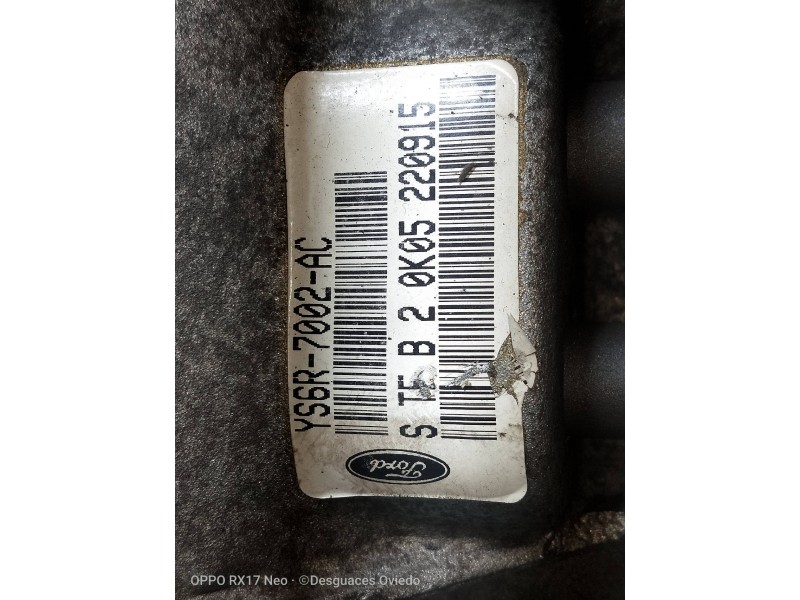 YS6R-7002-AC
S TE B 2 0K05 220915
Ford
OPPO RX17 Neo · ©Desguaces Oviedo